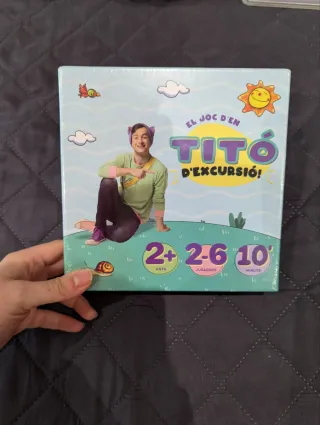 EL JOC D'EN
TITÓ
D'EXCURSIÓ!
2+
ANYS
2-6
JUGADORS
10'
MINUTS